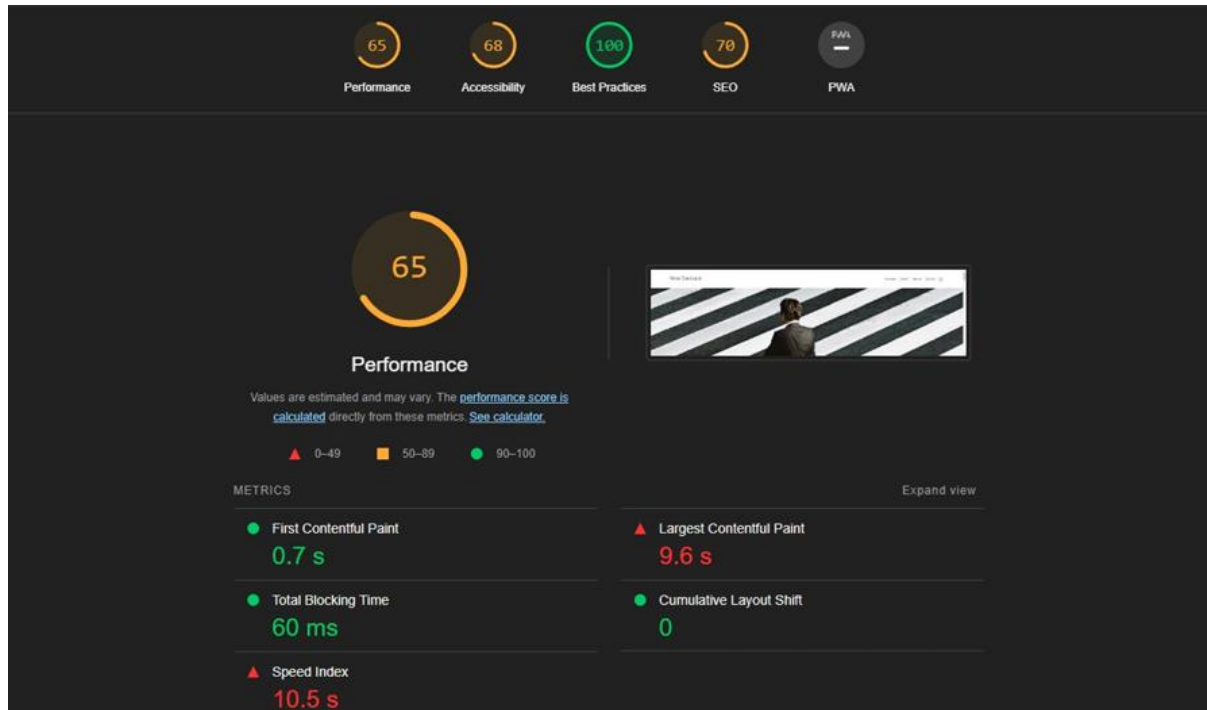 65
Performance
68
Accessibility
100
Best Practices
70
SEO
PWA
PWA
65
Performance
Values are estimated and may vary. The performance score is
calculated directly from these metrics. See calculator.
0–49
50–89
90–100
METRICS
Expand view
First Contentful Paint
0.7 s
Largest Contentful Paint
9.6 s
Total Blocking Time
60 ms
Cumulative Layout Shift
0
Speed Index
10.5 s